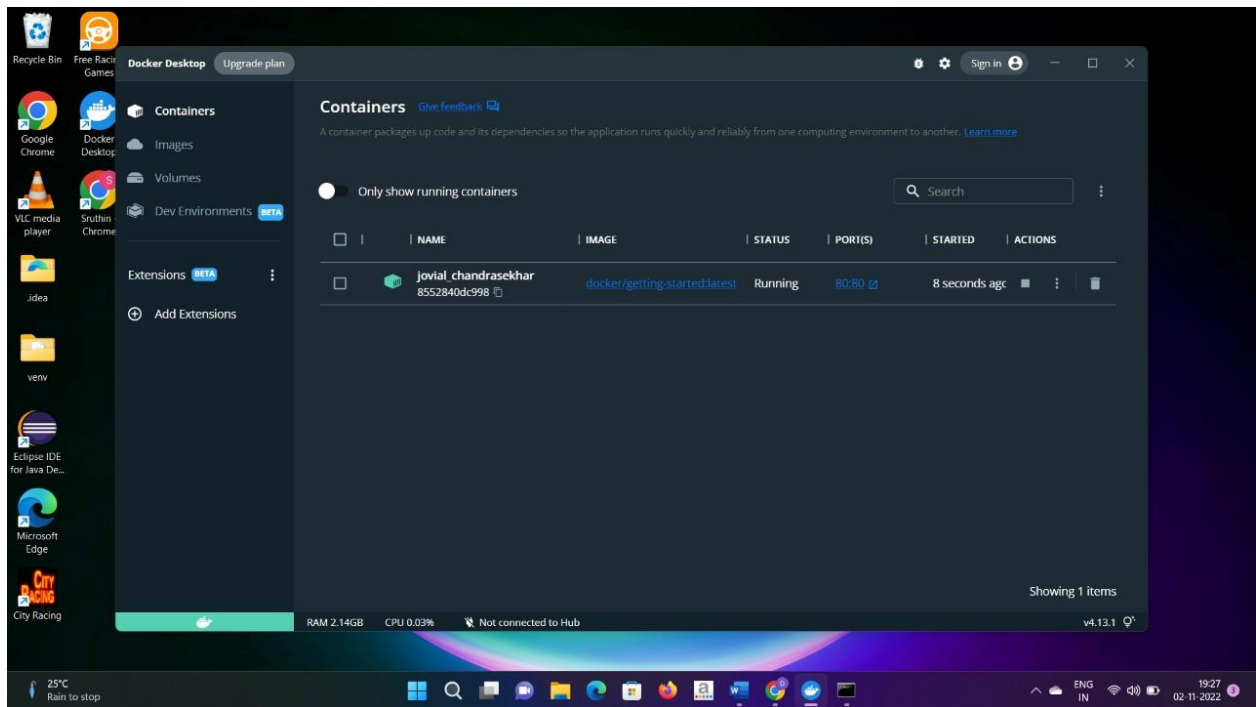 Recycle Bin
Free Racin
Games
Google
Chrome
Docker
Desktop
VLC media
player
Sruthin -
Chrome
.idea
venv
Eclipse IDE
for Java De...
Microsoft
Edge
CITY
RACING
City Racing
Docker Desktop Upgrade plan Sign in
Containers
Images
Volumes
Dev Environments BETA
Extensions BETA
Add Extensions
Containers Give feedback
A container packages up code and its dependencies so the application runs quickly and reliably from one computing environment to another. Learn more
Only show running containers Search
NAME IMAGE STATUS PORT(S) STARTED ACTIONS
jovial_chandrasekhar docker/getting-started:latest Running 80:80 8 seconds agc
8552840dc998
Showing 1 items
RAM 2.14GB CPU 0.03% Not connected to Hub v4.13.1
25°C
Rain to stop
ENG
IN
19:27
02-11-2022
3